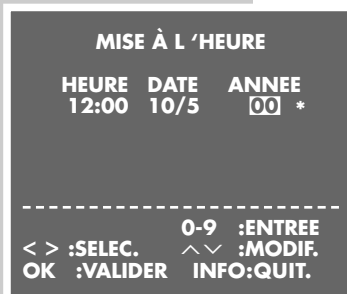 MISE À L ‘HEURE
HEURE DATE ANNEE
12:00 10/5 00 *
0-9 :ENTREE
< > :SELEC. ︿﹀ :MODIF.
OK :VALIDER INFO:QUIT.